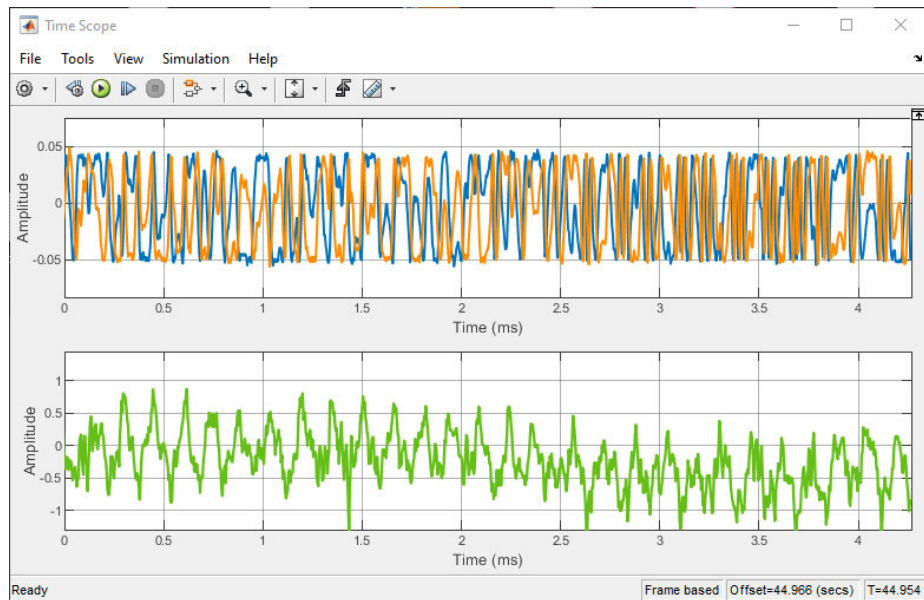 Time Scope
File Tools View Simulation Help
0.05
0
-0.05
Amplitude
0 0.5 1 1.5 2 2.5 3 3.5 4
Time (ms)
1
0.5
0
-0.5
-1
Amplitude
0 0.5 1 1.5 2 2.5 3 3.5 4
Time (ms)
Ready Frame based Offset=44.966 (secs) T=44.954